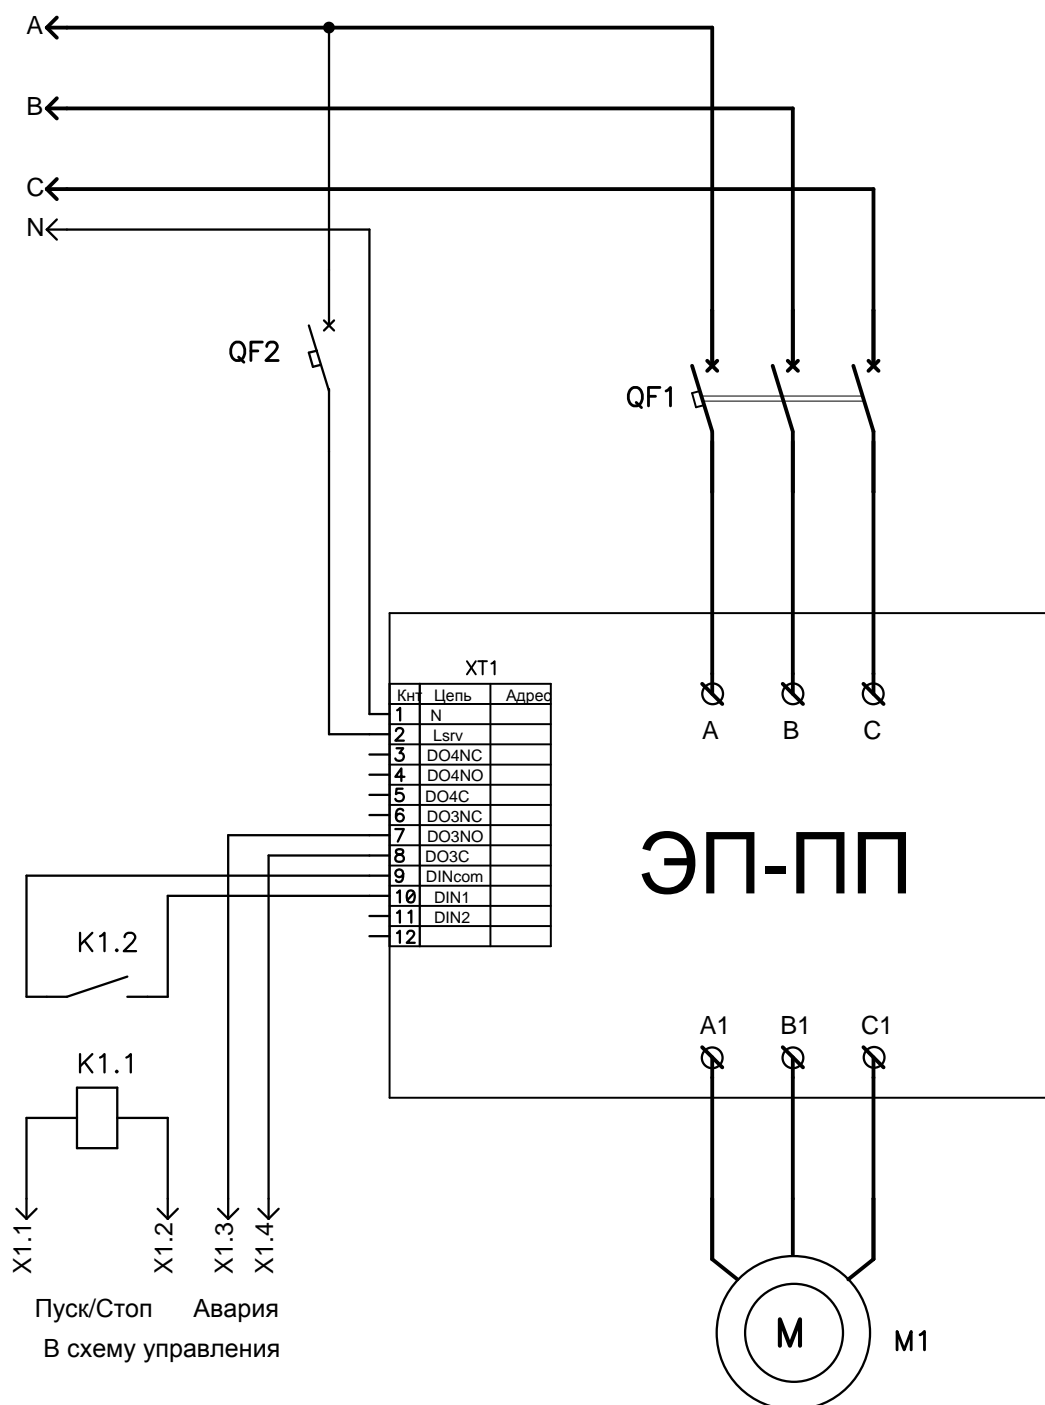 A
B
C
N
QF2
QF1
XT1
Кнт Цепь Адрес
1 N
2 Lsrv
3 DO4NC
4 DO4NO
5 DO4C
6 DO3NC
7 DO3NO
8 DO3C
9 DINcom
10 DIN1
11 DIN2
12
A B C
ЭП-ПП
K1.2
K1.1
A1 B1 C1
X1.1 X1.2 X1.3 X1.4
Пуск/Стоп Авария
В схему управления
M M1